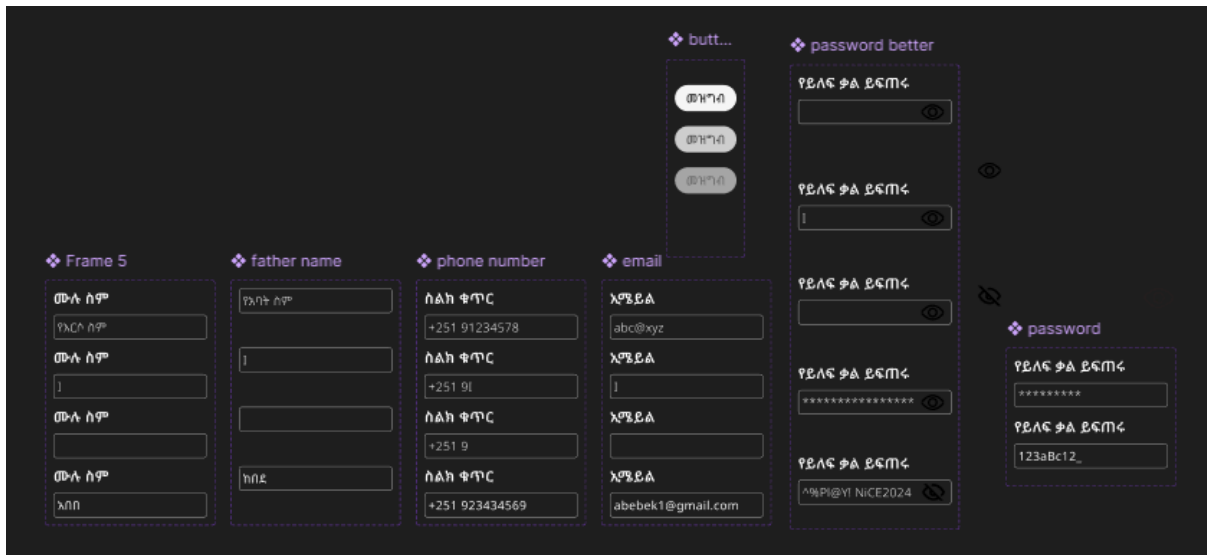 butt...
መዝግብ
መዝግብ
መዝግብ
password better
የይለፍ ቃል ይፍጠሩ
የይለፍ ቃል ይፍጠሩ
የይለፍ ቃል ይፍጠሩ
የይለፍ ቃል ይፍጠሩ
****************
የይለፍ ቃል ይፍጠሩ
^%Pl@Y! NiCE2024
Frame 5
ሙሉ ስም
የእርሶ ስም
ሙሉ ስም
ሙሉ ስም
ሙሉ ስም
አበበ
father name
የአባት ስም
ከበደ
phone number
ስልክ ቁጥር
+251 91234578
ስልክ ቁጥር
+251 9
ስልክ ቁጥር
+251 9
ስልክ ቁጥር
+251 923434569
email
ኢሜይል
abc@xyz
ኢሜይል
ኢሜይል
ኢሜይል
abebek1@gmail.com
password
የይለፍ ቃል ይፍጠሩ
*********
የይለፍ ቃል ይፍጠሩ
123aBc12_